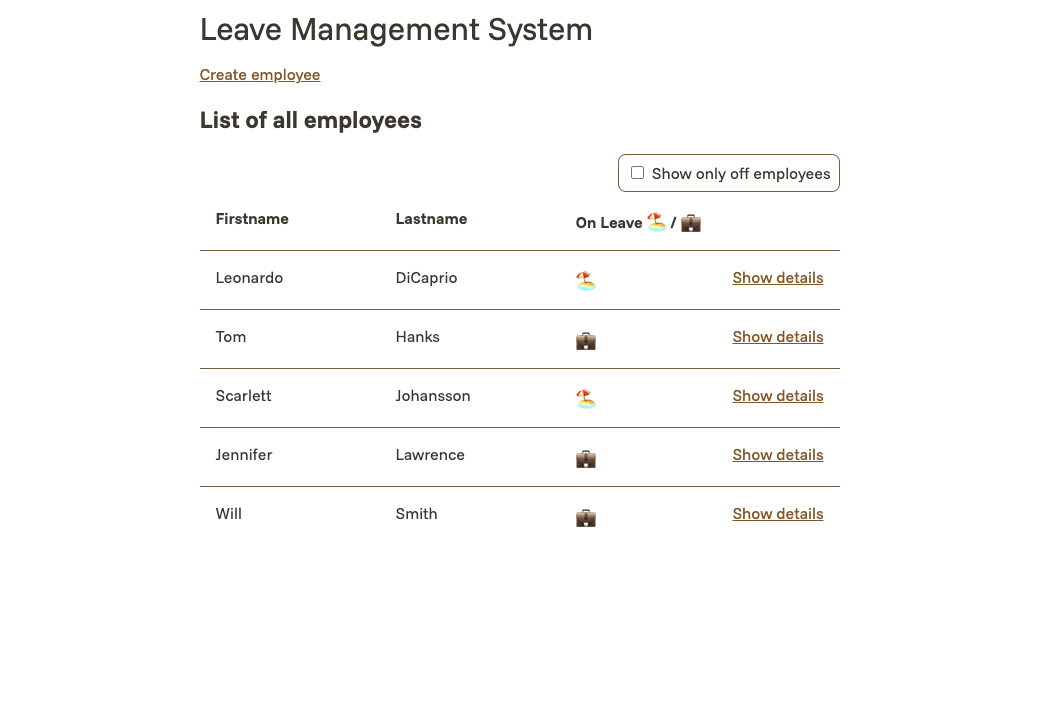 Leave Management System
Create employee
List of all employees
Show only off employees
Firstname Lastname On Leave 🏖️ / 💼
Leonardo DiCaprio 🏖️ Show details
Tom Hanks 💼 Show details
Scarlett Johansson 🏖️ Show details
Jennifer Lawrence 💼 Show details
Will Smith 💼 Show details